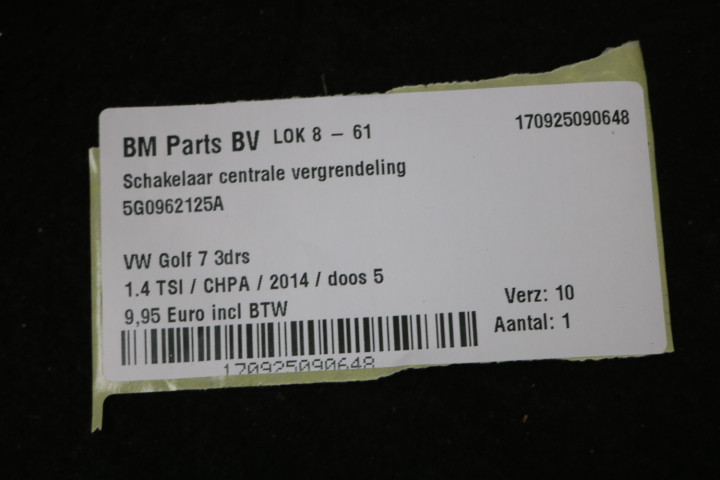 BM Parts BV LOK 8 – 61
170925090648
Schakelaar centrale vergrendeling
5G0962125A
VW Golf 7 3drs
1.4 TSI / CHPA / 2014 / doos 5
9,95 Euro incl BTW
Verz: 10
Aantal: 1
170925090648